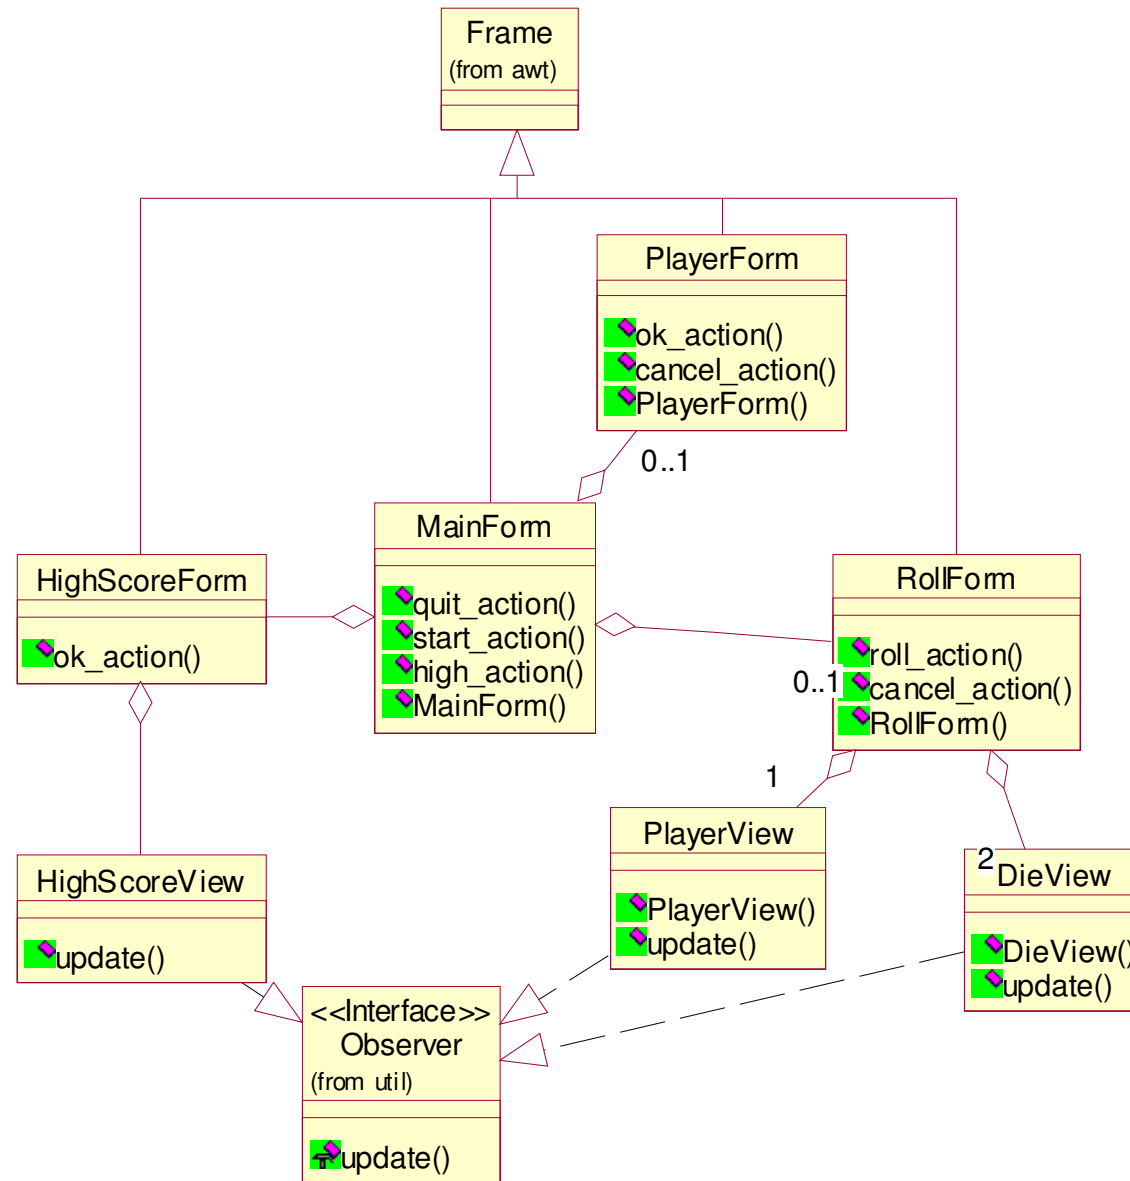 Frame
(from awt)
PlayerForm
ok_action()
cancel_action()
PlayerForm()
0..1
MainForm
quit_action()
start_action()
high_action()
MainForm()
HighScoreForm
ok_action()
RollForm
roll_action()
cancel_action()
RollForm()
0..1
1
2
HighScoreView
update()
PlayerView
PlayerView()
update()
DieView
DieView()
update()
<<Interface>>
Observer
(from util)
update()